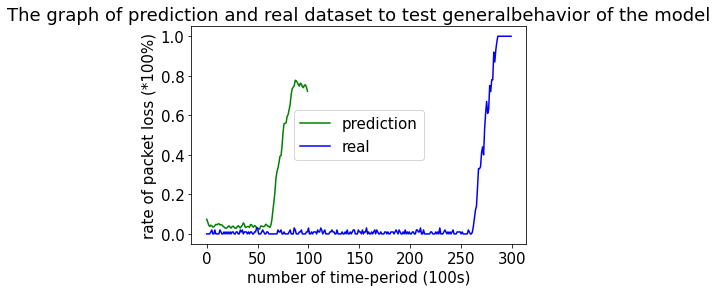 The graph of prediction and real dataset to test generalbehavior of the model
rate of packet loss (*100%)
1.0
0.8
0.6
0.4
0.2
0.0
prediction
real
0 50 100 150 200 250 300
number of time-period (100s)